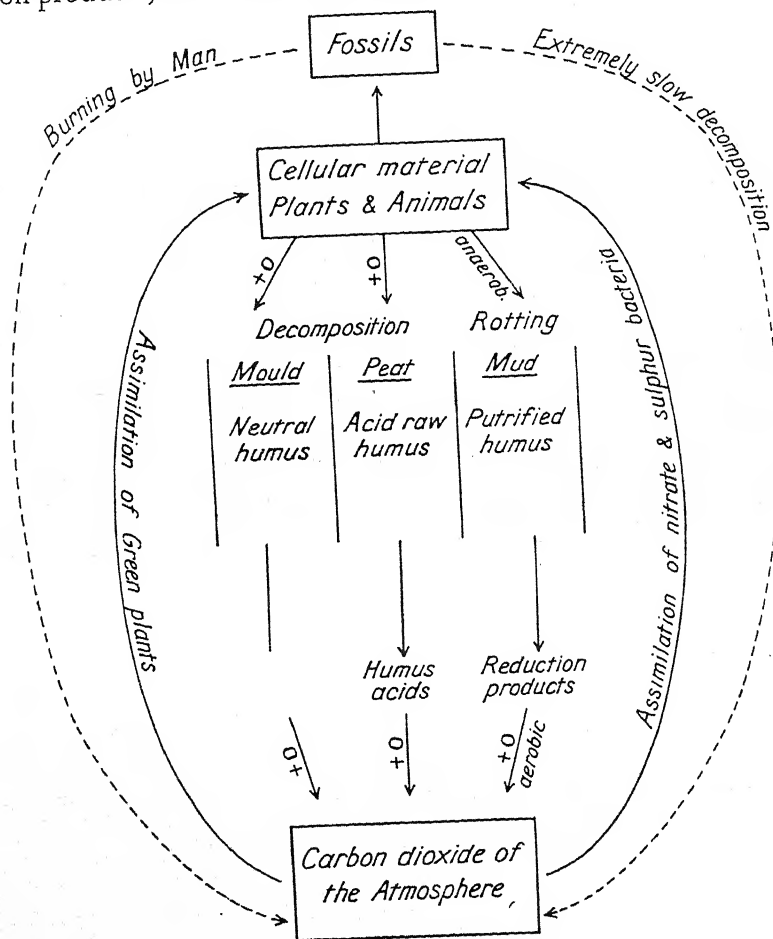 Fossils
Burning by Man
Extremely slow decomposition
Cellular material
Plants & Animals
+O
+O
anaerob.
Decomposition
Rotting
Mould
Peat
Mud
Neutral
humus
Acid raw
humus
Putrified
humus
Assimilation of Green plants
Assimilation of nitrate & sulphur bacteria
Humus
acids
Reduction
products
+O
+O
+O
aerobic
Carbon dioxide of
the Atmosphere